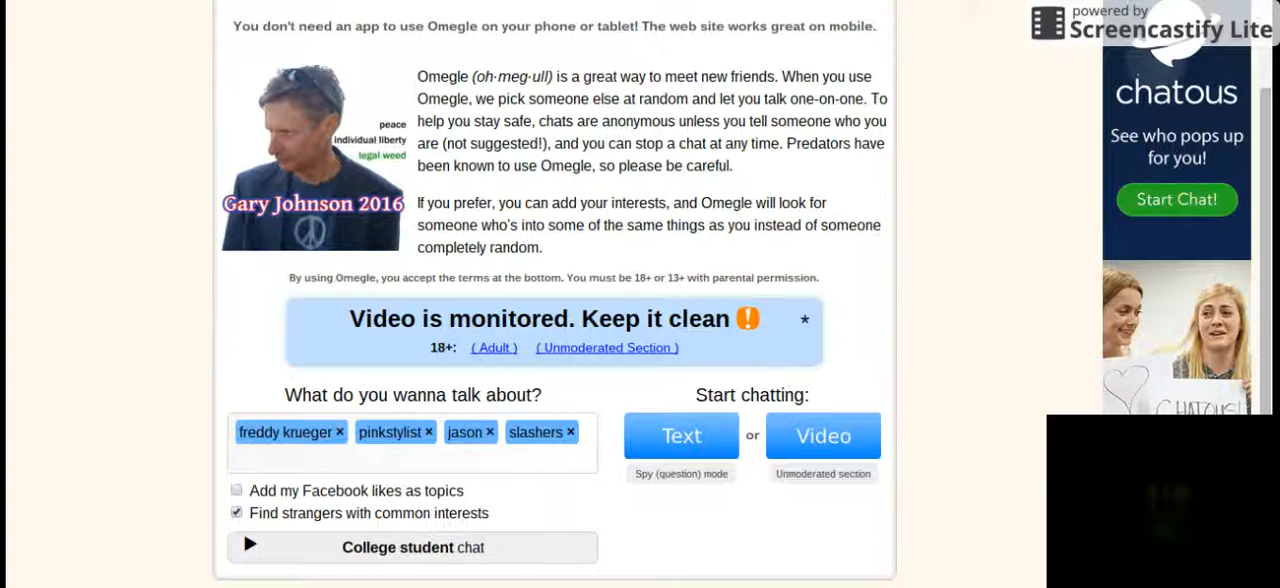 You don't need an app to use Omegle on your phone or tablet! The web site works great on mobile.
powered by
Screencastify Lite
peace
individual liberty
legal weed
Gary Johnson 2016
Omegle (oh·meg·ull) is a great way to meet new friends. When you use
Omegle, we pick someone else at random and let you talk one-on-one. To
help you stay safe, chats are anonymous unless you tell someone who you
are (not suggested!), and you can stop a chat at any time. Predators have
been known to use Omegle, so please be careful.
If you prefer, you can add your interests, and Omegle will look for
someone who's into some of the same things as you instead of someone
completely random.
By using Omegle, you accept the terms at the bottom. You must be 18+ or 13+ with parental permission.
Video is monitored. Keep it clean ! *
18+: ( Adult ) ( Unmoderated Section )
What do you wanna talk about?
freddy krueger × pinkstylist × jason × slashers ×
Add my Facebook likes as topics
Find strangers with common interests
College student chat
Start chatting:
Text or Video
Spy (question) mode Unmoderated section
chatous
See who pops up
for you!
Start Chat!
CHATOUS!